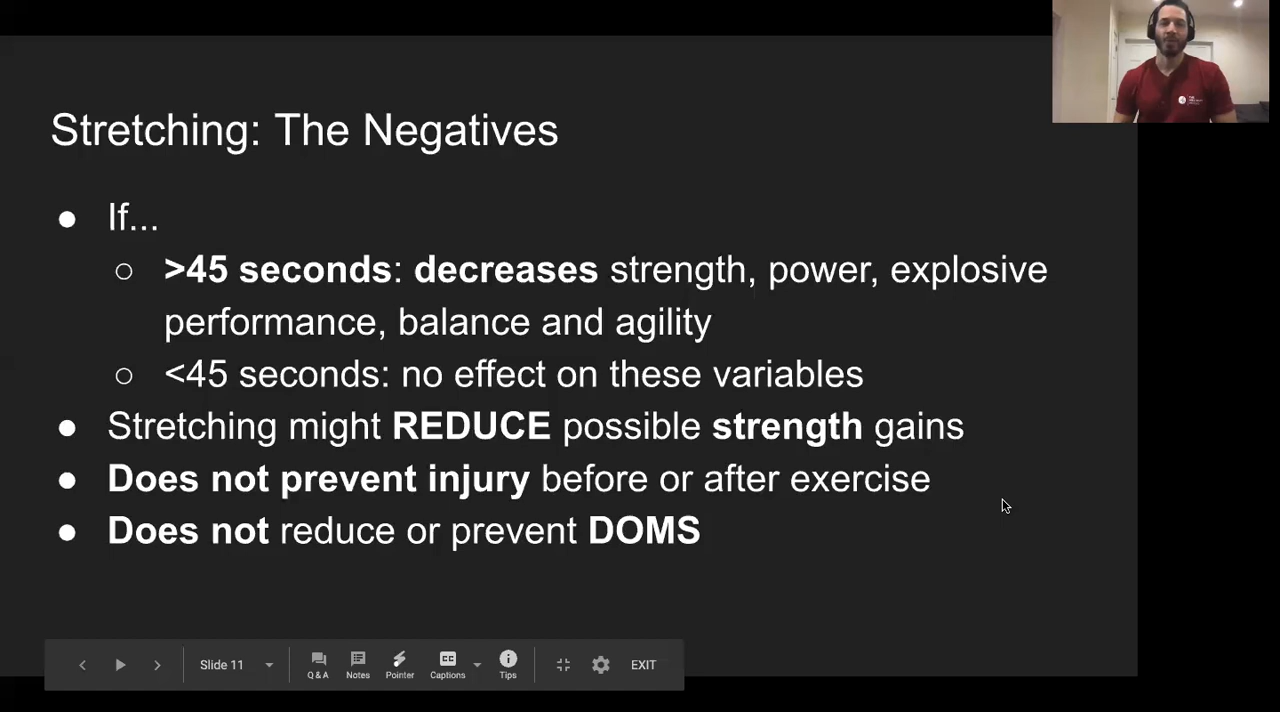 Stretching: The Negatives
● If...
○ >45 seconds: decreases strength, power, explosive
performance, balance and agility
○ <45 seconds: no effect on these variables
● Stretching might REDUCE possible strength gains
● Does not prevent injury before or after exercise
● Does not reduce or prevent DOMS
Slide 11
Q & A
Notes
Pointer
CC
Captions
Tips
EXIT